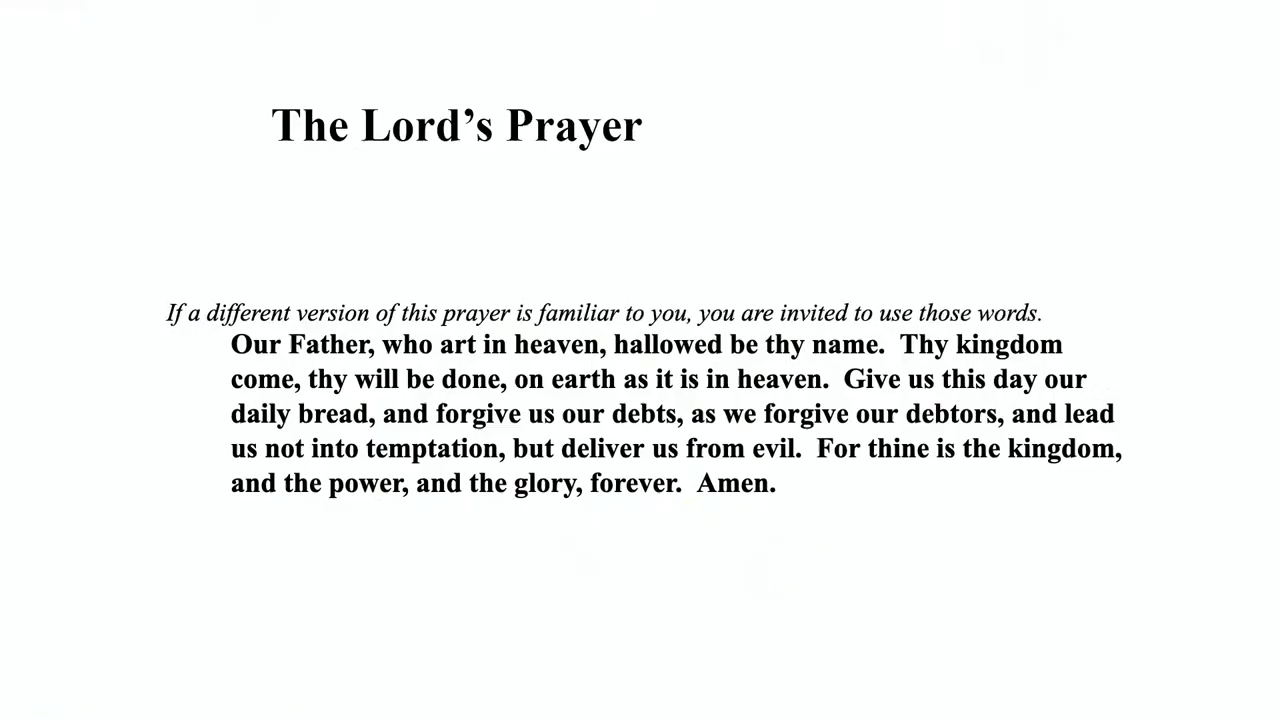 The Lord’s Prayer
If a different version of this prayer is familiar to you, you are invited to use those words.
Our Father, who art in heaven, hallowed be thy name.  Thy kingdom
come, thy will be done, on earth as it is in heaven.  Give us this day our
daily bread, and forgive us our debts, as we forgive our debtors, and lead
us not into temptation, but deliver us from evil.  For thine is the kingdom,
and the power, and the glory, forever.  Amen.